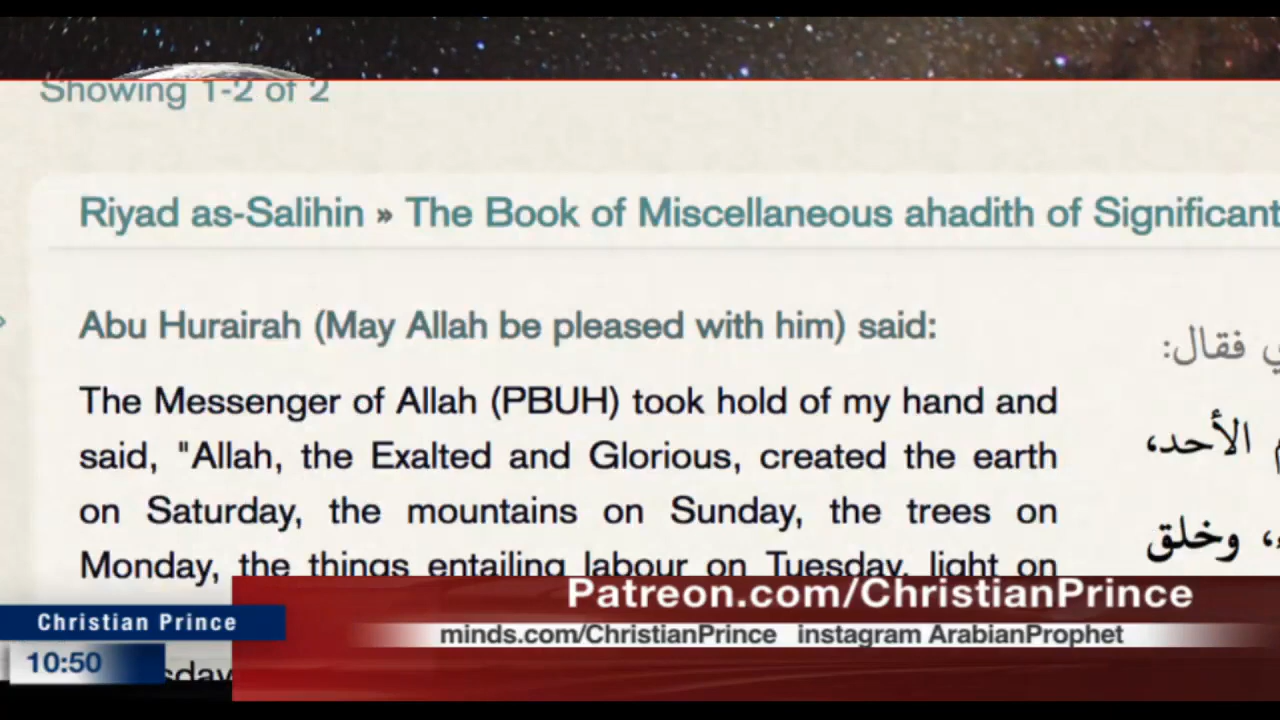 Showing 1-2 of 2
Riyad as-Salihin » The Book of Miscellaneous ahadith of Significant
Abu Hurairah (May Allah be pleased with him) said:
فقال:
The Messenger of Allah (PBUH) took hold of my hand and
said, "Allah, the Exalted and Glorious, created the earth
الأحد،
on Saturday, the mountains on Sunday, the trees on
وخلق
Monday, the things entailing labour on Tuesday, light on
Patreon.com/ChristianPrince
Christian Prince
minds.com/ChristianPrince instagram ArabianProphet
10:50